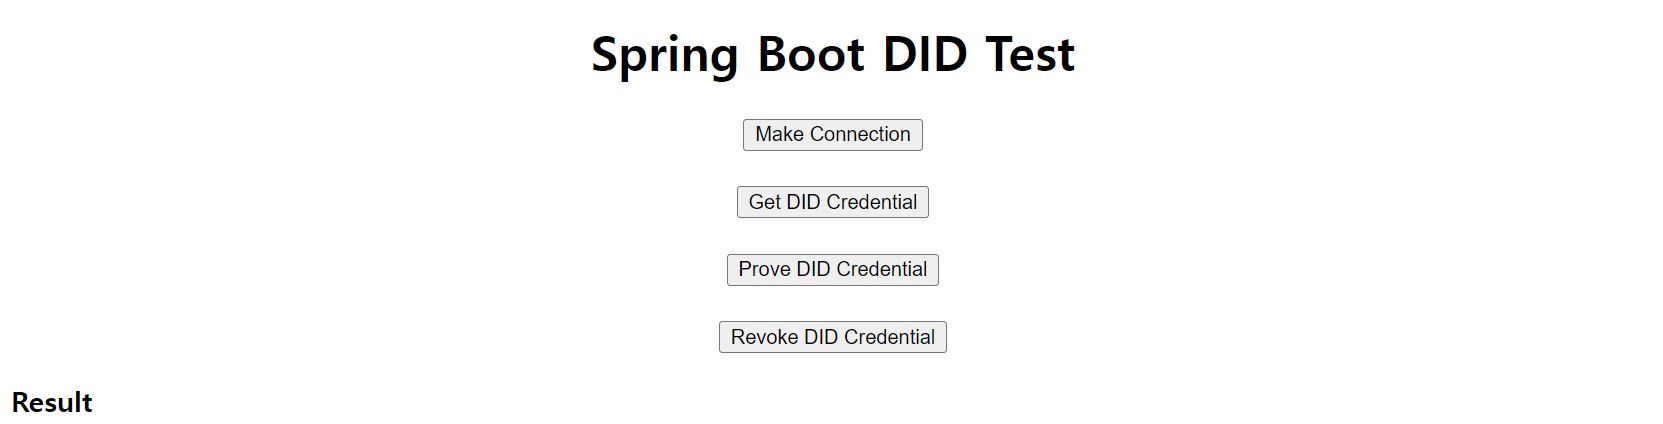 Spring Boot DID Test
Make Connection
Get DID Credential
Prove DID Credential
Revoke DID Credential
Result